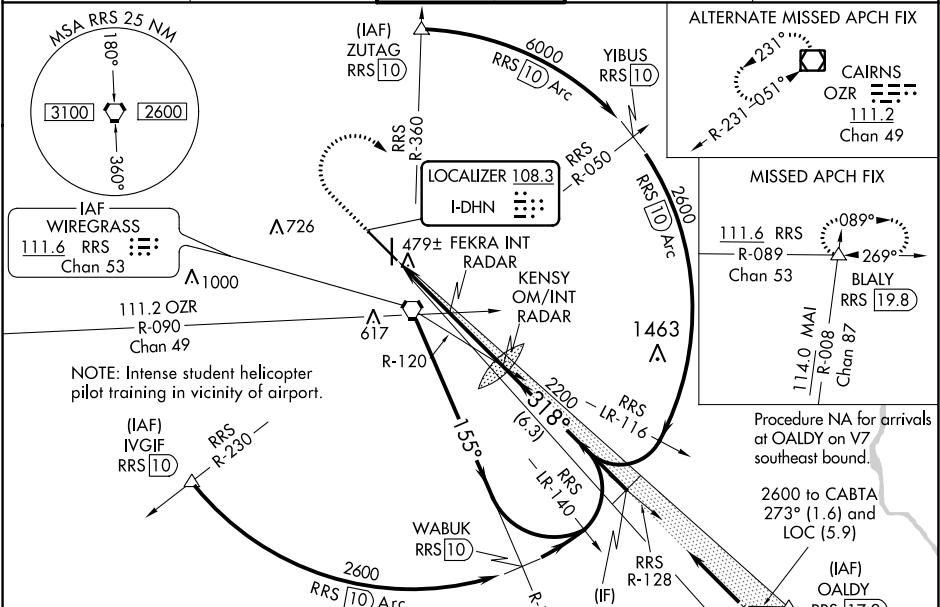 MSA RRS 25 NM
180°
3100
2600
360°
(IAF)
ZUTAG
RRS 10
6000
RRS 10 Arc
YIBUS
RRS 10
RRS
R-360
RRS
R-050
2600
RRS 10 Arc
ALTERNATE MISSED APCH FIX
231°
R-231
051°
CAIRNS
OZR
111.2
Chan 49
MISSED APCH FIX
111.6 RRS
R-089
Chan 53
089°
269°
BLALY
RRS 19.8
114.0 MAI
R-008
Chan 87
LOCALIZER 108.3
I-DHN
IAF
WIREGRASS
111.6 RRS
Chan 53
726
1000
479±
FEKRA INT
RADAR
KENSY
OM/INT
RADAR
617
1463
111.2 OZR
R-090
Chan 49
R-120
NOTE: Intense student helicopter
pilot training in vicinity of airport.
(IAF)
IVGIF
RRS 10
RRS
R-230
155°
318°
2200
(6.3)
RRS
LR-116
RRS
LR-140
WABUK
RRS 10
2600
RRS 10 Arc
R-
(IF)
RRS
R-128
Procedure NA for arrivals
at OALDY on V7
southeast bound.
2600 to CABTA
273° (1.6) and
LOC (5.9)
(IAF)
OALDY